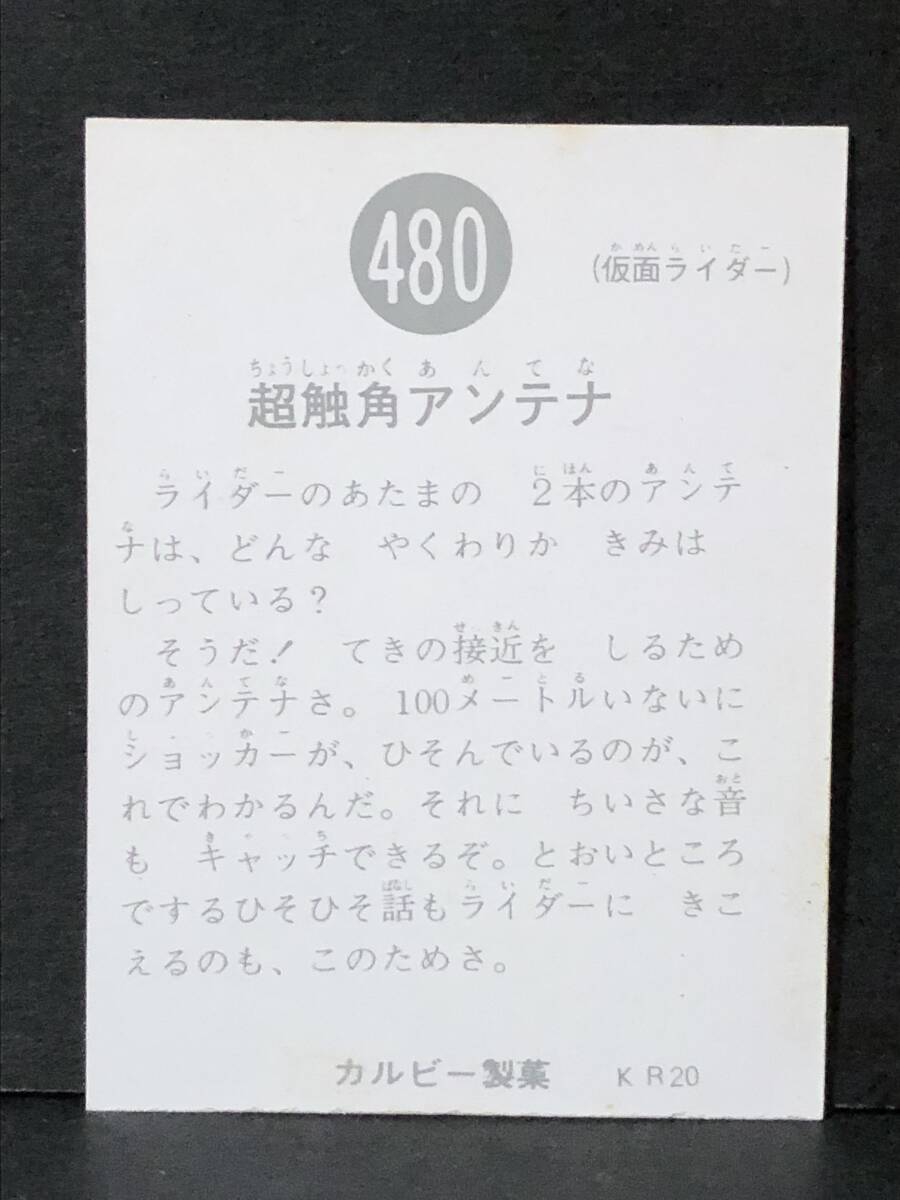 480
(仮面ライダー)
超触角アンテナ
ライダーのあたまの 2本のアンテ
ナは、どんな やくわりか きみは
しっている?
そうだ! てきの接近を しるため
のアンテナさ。100メートルいないに
ショッカーが、ひそんでいるのが、こ
れでわかるんだ。それに ちいさな音
も キャッチできるぞ。とおいところ
でするひそひそ話もライダーに きこ
えるのも、このためさ。
カルビー製菓 KR20